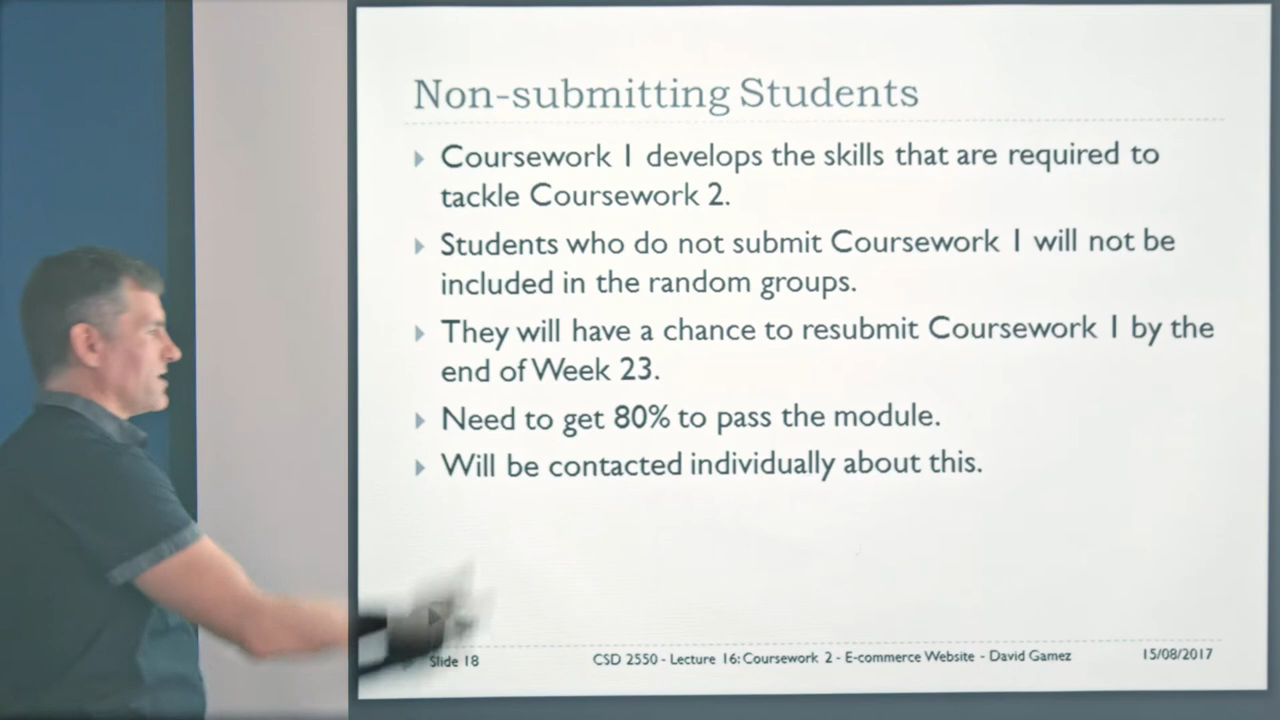 Non-submitting Students
Coursework 1 develops the skills that are required to
tackle Coursework 2.
Students who do not submit Coursework 1 will not be
included in the random groups.
They will have a chance to resubmit Coursework 1 by the
end of Week 23.
Need to get 80% to pass the module.
Will be contacted individually about this.
Slide 18
CSD 2550 - Lecture 16: Coursework 2 - E-commerce Website - David Gamez
15/08/2017